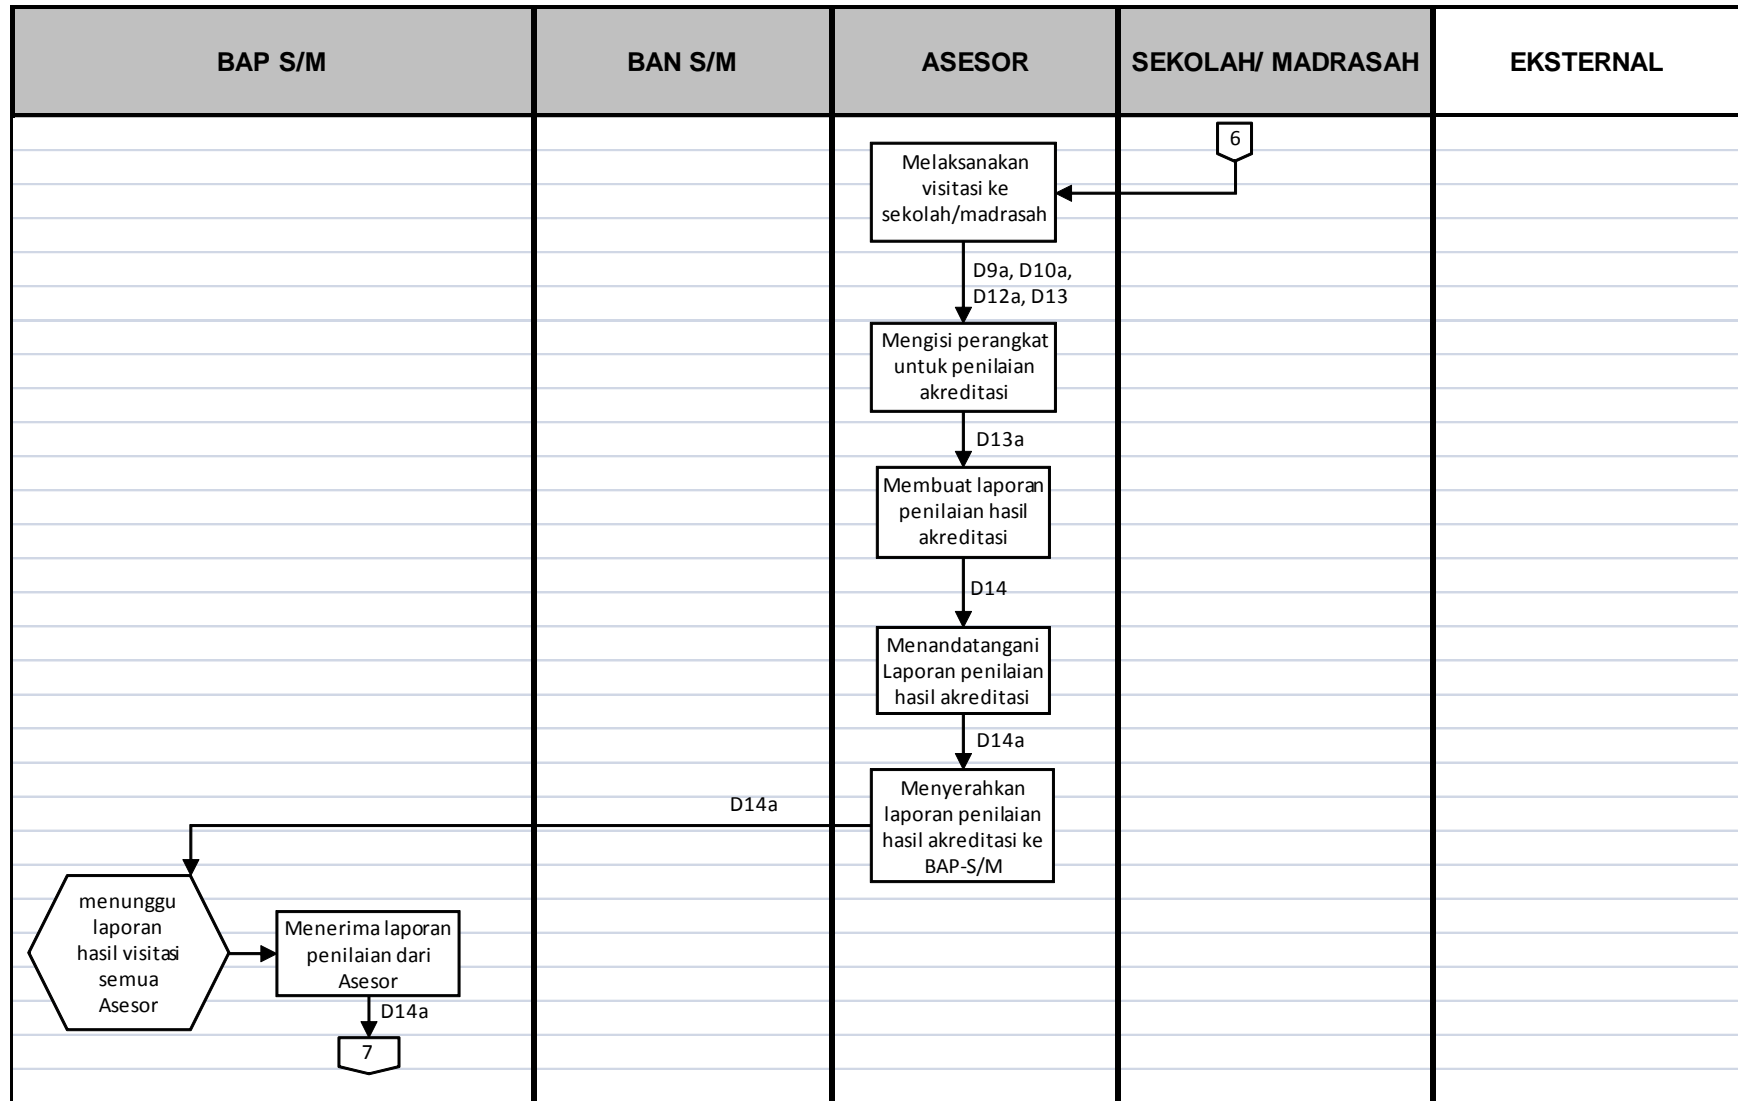 BAP S/M
BAN S/M
ASESOR
SEKOLAH/ MADRASAH
EKSTERNAL
6
Melaksanakan
visitasi ke
sekolah/madrasah
D9a, D10a,
D12a, D13
Mengisi perangkat
untuk penilaian
akreditasi
D13a
Membuat laporan
penilaian hasil
akreditasi
D14
Menandatangani
Laporan penilaian
hasil akreditasi
D14a
Menyerahkan
laporan penilaian
hasil akreditasi ke
BAP-S/M
D14a
menunggu
laporan
hasil visitasi
semua
Asesor
Menerima laporan
penilaian dari
Asesor
D14a
7